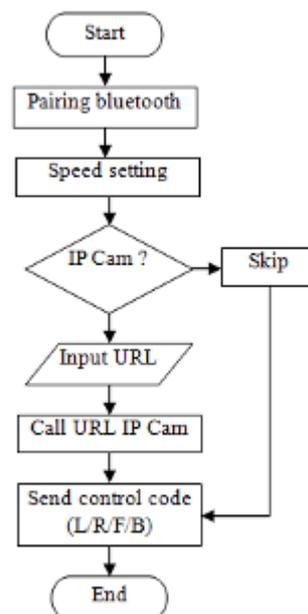 Start
Pairing bluetooth
Speed setting
IP Cam ?
Skip
Input URL
Call URL IP Cam
Send control code
(L/R/F/B)
End